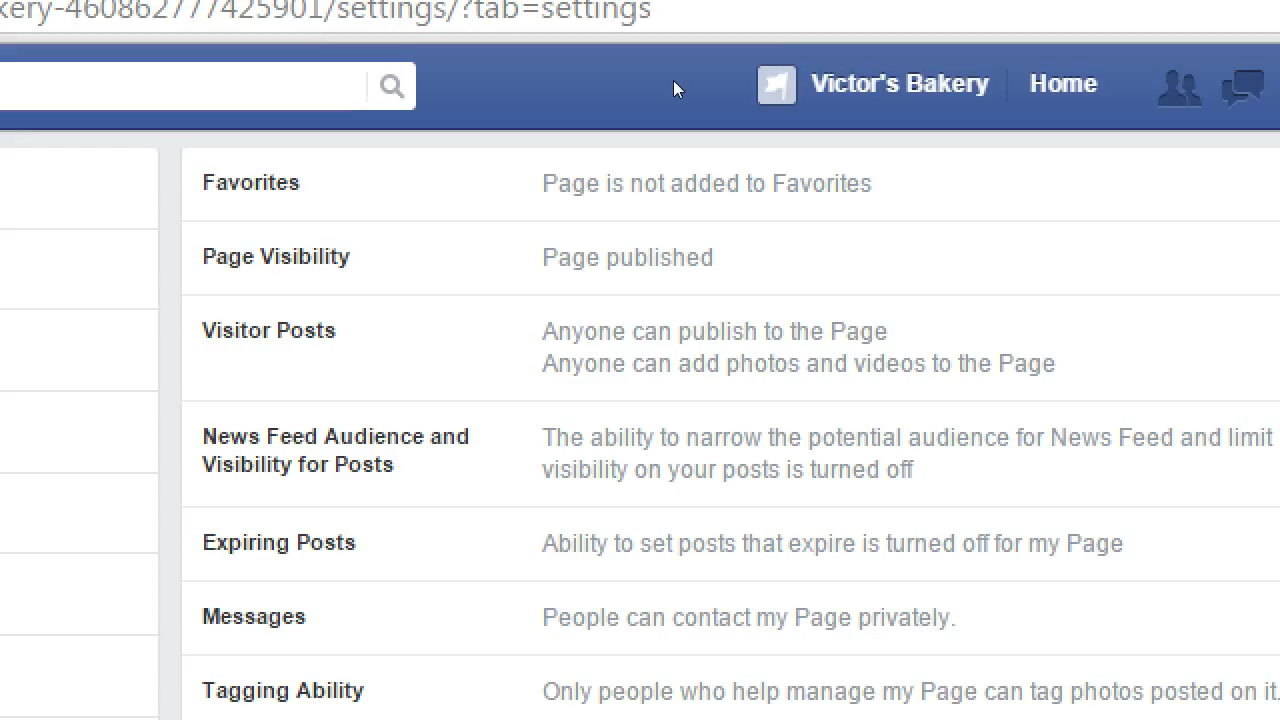 kery-460862777425901/settings/?tab=settings
Victor's Bakery Home
Favorites Page is not added to Favorites
Page Visibility Page published
Visitor Posts Anyone can publish to the Page
Anyone can add photos and videos to the Page
News Feed Audience and The ability to narrow the potential audience for News Feed and limit
Visibility for Posts visibility on your posts is turned off
Expiring Posts Ability to set posts that expire is turned off for my Page
Messages People can contact my Page privately.
Tagging Ability Only people who help manage my Page can tag photos posted on it.